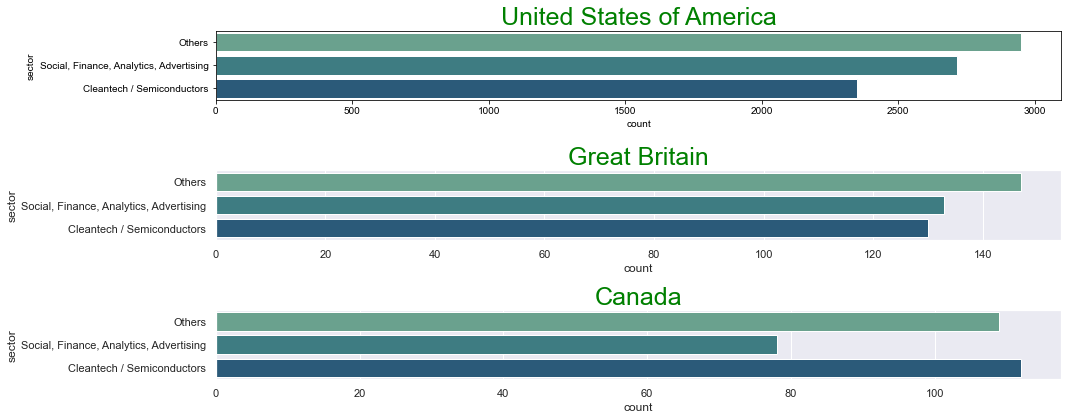 United States of America
sector
Others
Social, Finance, Analytics, Advertising
Cleantech / Semiconductors
0 500 1000 1500 2000 2500 3000
count
Great Britain
sector
Others
Social, Finance, Analytics, Advertising
Cleantech / Semiconductors
0 20 40 60 80 100 120 140
count
Canada
sector
Others
Social, Finance, Analytics, Advertising
Cleantech / Semiconductors
0 20 40 60 80 100
count